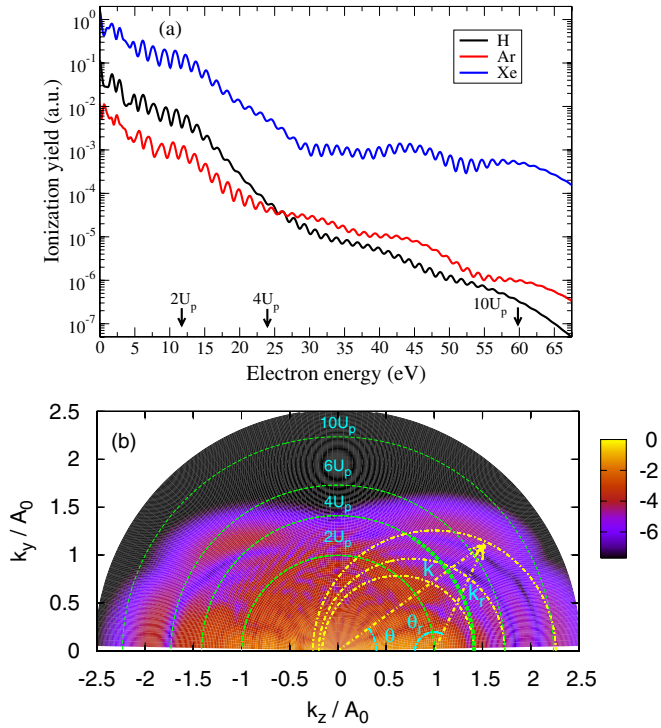 (a)
H
Ar
Xe
Ionization yield (a.u.)
10^0
10^-1
10^-2
10^-3
10^-4
10^-5
10^-6
10^-7
2U_p
4U_p
10U_p
0 5 10 15 20 25 30 35 40 45 50 55 60 65
Electron energy (eV)
(b)
k_y / A_0
2.5
2
1.5
1
0.5
0
10U_p
6U_p
4U_p
2U_p
k
k_r
θ
θ_r
-2.5 -2 -1.5 -1 -0.5 0 0.5 1 1.5 2 2.5
k_z / A_0
0
-2
-4
-6